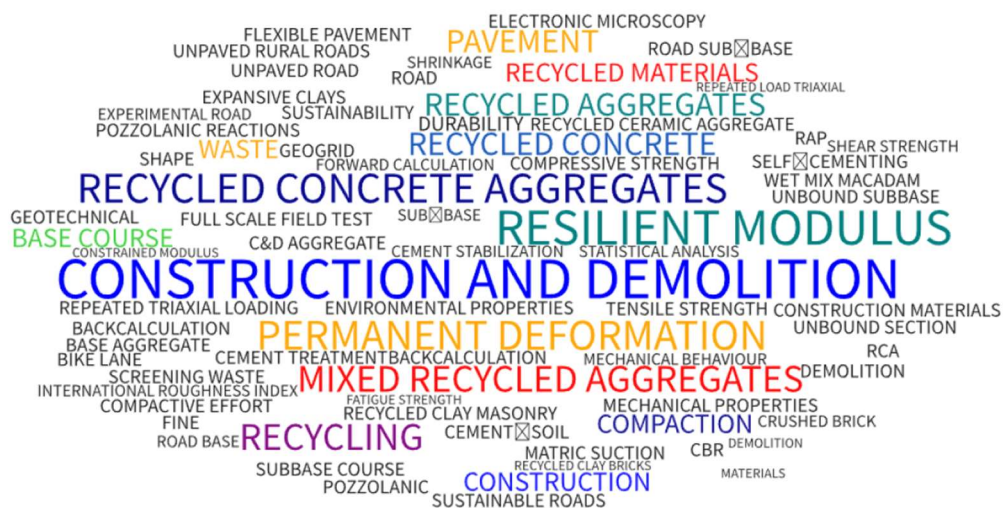 ELECTRONIC MICROSCOPY
FLEXIBLE PAVEMENT
PAVEMENT
UNPAVED RURAL ROADS
ROAD SUB☒BASE
SHRINKAGE
UNPAVED ROAD
RECYCLED MATERIALS
ROAD
REPEATED LOAD TRIAXIAL
EXPANSIVE CLAYS
RECYCLED AGGREGATES
EXPERIMENTAL ROAD
SUSTAINABILITY
DURABILITY
RECYCLED CERAMIC AGGREGATE
POZZOLANIC REACTIONS
RAP
RECYCLED CONCRETE
SHEAR STRENGTH
WASTE
GEOGRID
SHAPE
FORWARD CALCULATION
COMPRESSIVE STRENGTH
SELF☒CEMENTING
WET MIX MACADAM
RECYCLED CONCRETE AGGREGATES
UNBOUND SUBBASE
GEOTECHNICAL
FULL SCALE FIELD TEST
SUB☒BASE
RESILIENT MODULUS
BASE COURSE
C&D AGGREGATE
CONSTRAINED MODULUS
CEMENT STABILIZATION
STATISTICAL ANALYSIS
CONSTRUCTION AND DEMOLITION
REPEATED TRIAXIAL LOADING
ENVIRONMENTAL PROPERTIES
TENSILE STRENGTH
CONSTRUCTION MATERIALS
BACKCALCULATION
PERMANENT DEFORMATION
UNBOUND SECTION
BASE AGGREGATE
RCA
BIKE LANE
CEMENT TREATMENT
BACKCALCULATION
MECHANICAL BEHAVIOUR
SCREENING WASTE
MIXED RECYCLED AGGREGATES
DEMOLITION
INTERNATIONAL ROUGHNESS INDEX
FATIGUE STRENGTH
COMPACTIVE EFFORT
RECYCLED CLAY MASONRY
MECHANICAL PROPERTIES
FINE
COMPACTION
CRUSHED BRICK
ROAD BASE
RECYCLING
CEMENT☒SOIL
DEMOLITION
MATRIC SUCTION
CBR
SUBBASE COURSE
RECYCLED CLAY BRICKS
MATERIALS
POZZOLANIC
CONSTRUCTION
SUSTAINABLE ROADS